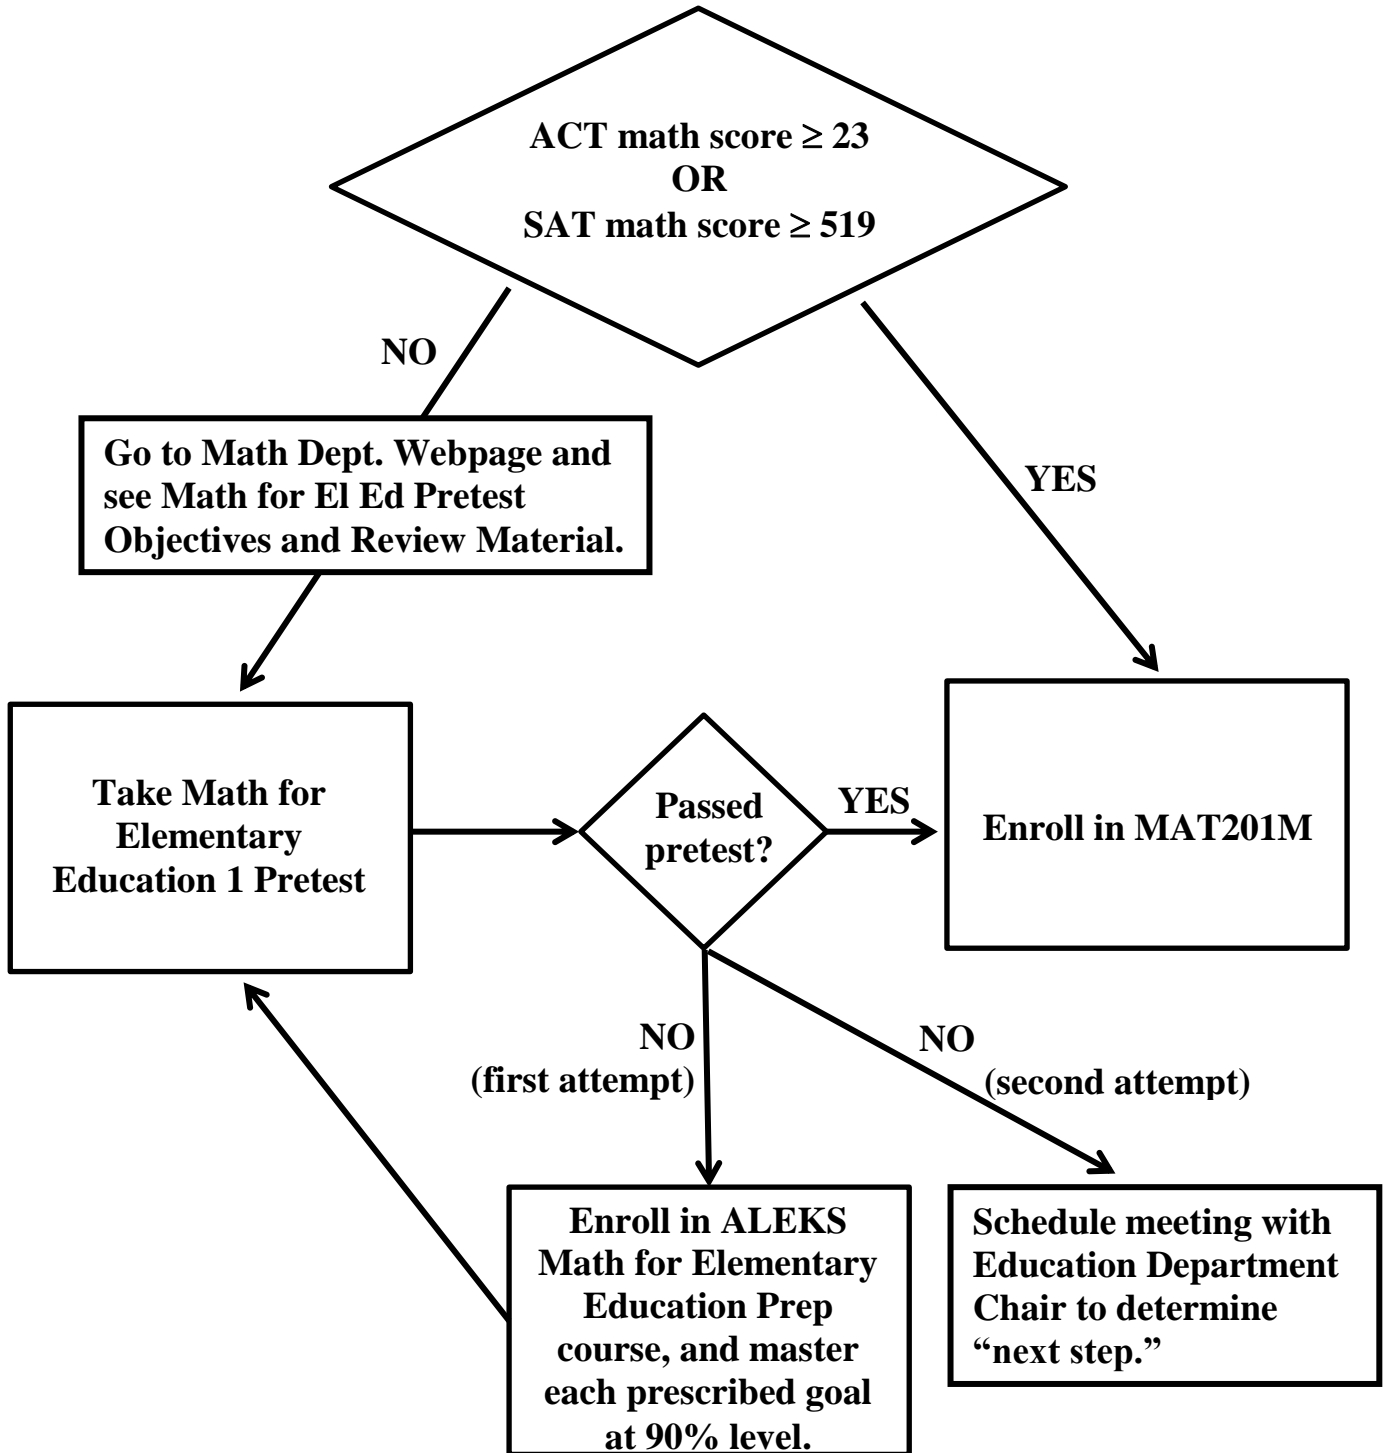 ACT math score ≥ 23
OR
SAT math score ≥ 519
NO
YES
Go to Math Dept. Webpage and
see Math for El Ed Pretest
Objectives and Review Material.
Take Math for
Elementary
Education 1 Pretest
Passed
pretest?
YES
Enroll in MAT201M
NO
(first attempt)
NO
(second attempt)
Enroll in ALEKS
Math for Elementary
Education Prep
course, and master
each prescribed goal
at 90% level.
Schedule meeting with
Education Department
Chair to determine
“next step.”